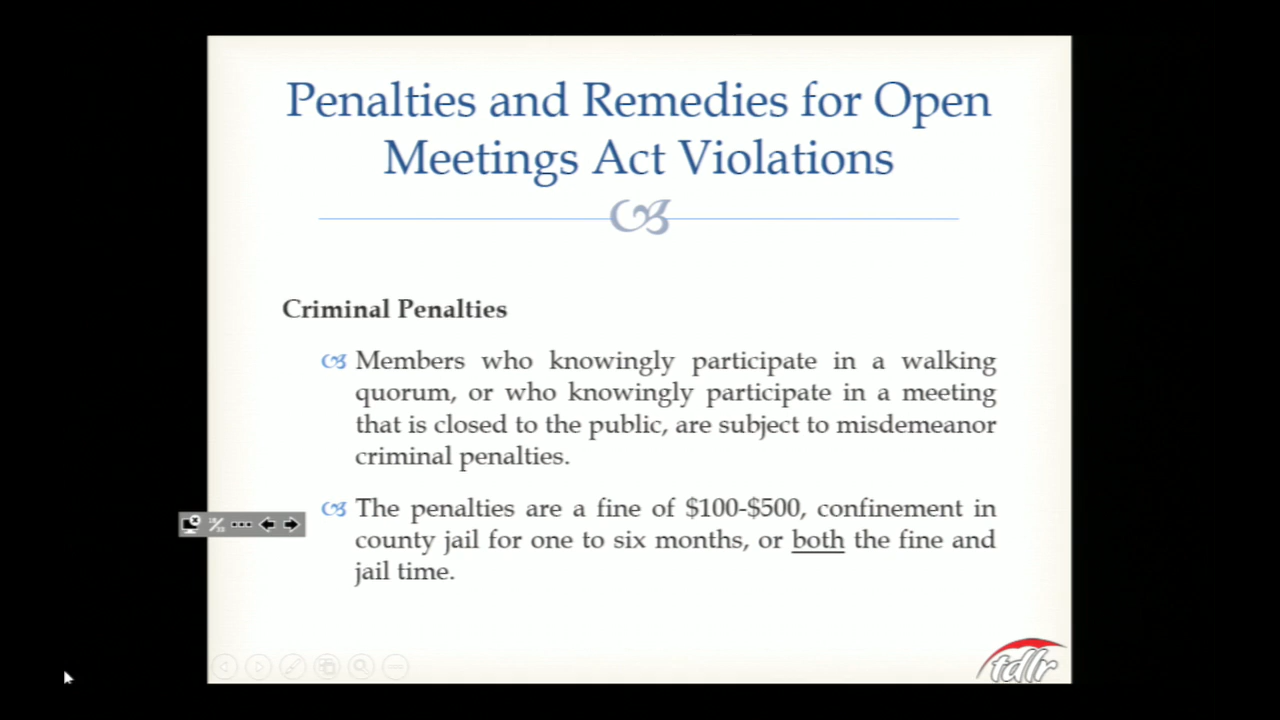 Penalties and Remedies for Open
Meetings Act Violations
Criminal Penalties
Members who knowingly participate in a walking
quorum, or who knowingly participate in a meeting
that is closed to the public, are subject to misdemeanor
criminal penalties.
The penalties are a fine of $100-$500, confinement in
county jail for one to six months, or both the fine and
jail time.
tdlr